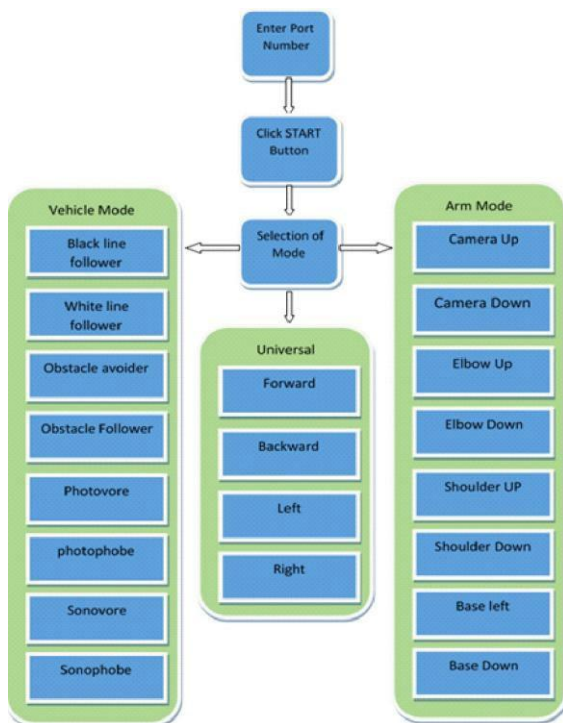 Enter Port
Number
Click START
Button
Selection of
Mode
Vehicle Mode
Black line
follower
White line
follower
Obstacle avoider
Obstacle Follower
Photovore
photophobe
Sonovore
Sonophobe
Universal
Forward
Backward
Left
Right
Arm Mode
Camera Up
Camera Down
Elbow Up
Elbow Down
Shoulder UP
Shoulder Down
Base left
Base Down